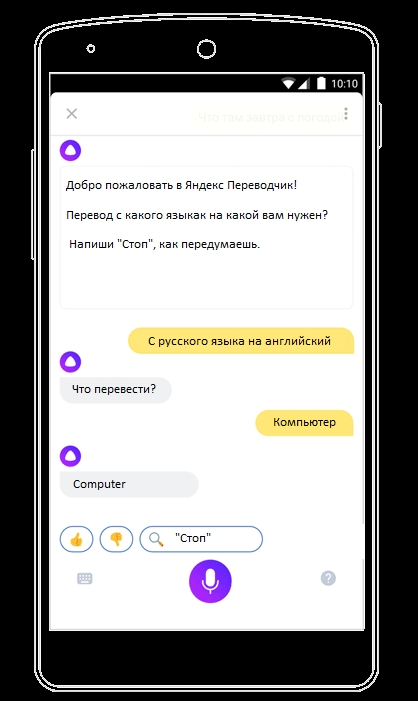 10:10
Что там завтра с погодой
Добро пожаловать в Яндекс Переводчик!
Перевод с какого языкак на какой вам нужен?
Напиши "Стоп", как передумаешь.
С русского языка на английский
Что перевести?
Компьютер
Computer
"Стоп"
?